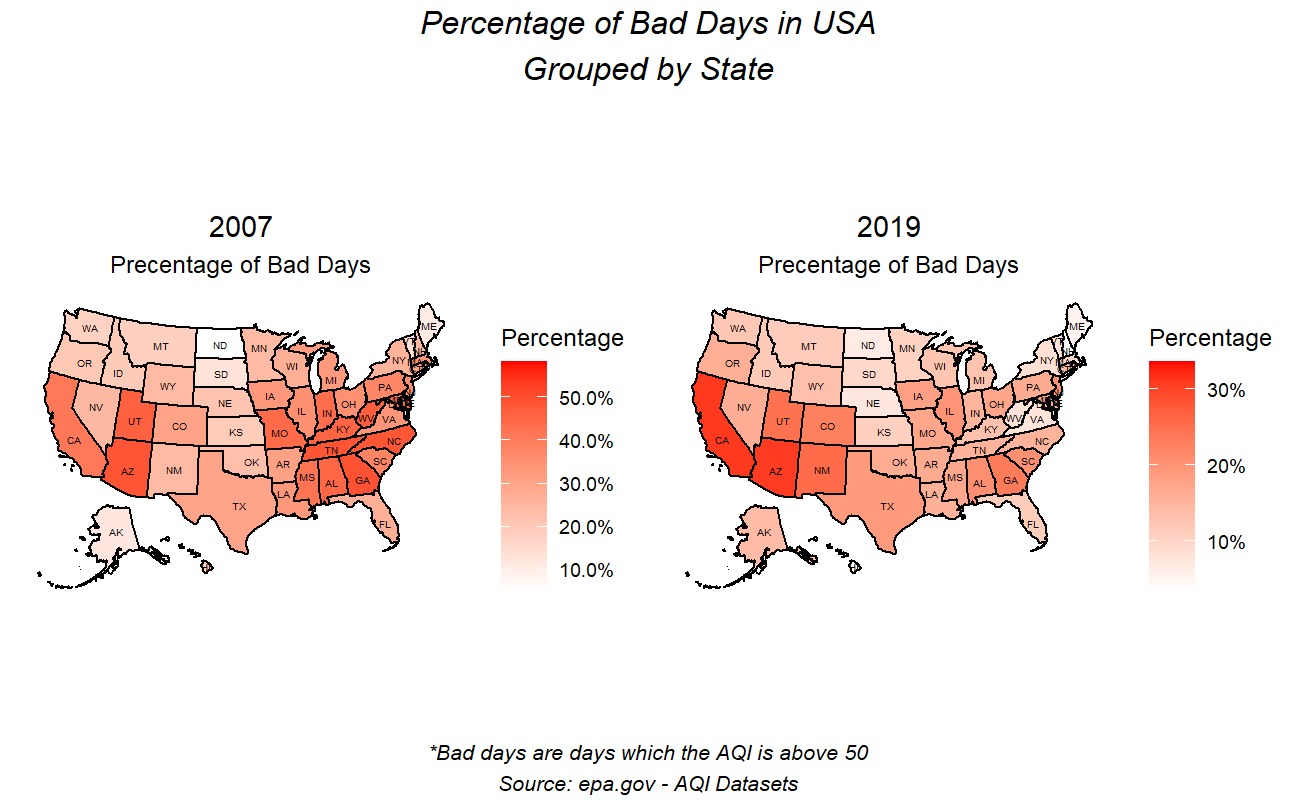 Percentage of Bad Days in USA
Grouped by State
2007
Precentage of Bad Days
WA
OR
ID
MT
WY
NV
CA
UT
AZ
CO
NM
ND
SD
NE
KS
OK
TX
MN
IA
MO
AR
LA
WI
IL
MI
IN
OH
KY
TN
MS
AL
GA
FL
SC
NC
VA
WV
PA
NY
ME
AK
Percentage
50.0%
40.0%
30.0%
20.0%
10.0%
2019
Precentage of Bad Days
WA
OR
ID
MT
WY
NV
CA
UT
AZ
CO
NM
ND
SD
NE
KS
OK
TX
MN
IA
MO
AR
LA
WI
IL
MI
IN
OH
KY
TN
MS
AL
GA
FL
SC
NC
VA
WV
PA
NY
ME
AK
Percentage
30%
20%
10%
*Bad days are days which the AQI is above 50
Source: epa.gov - AQI Datasets